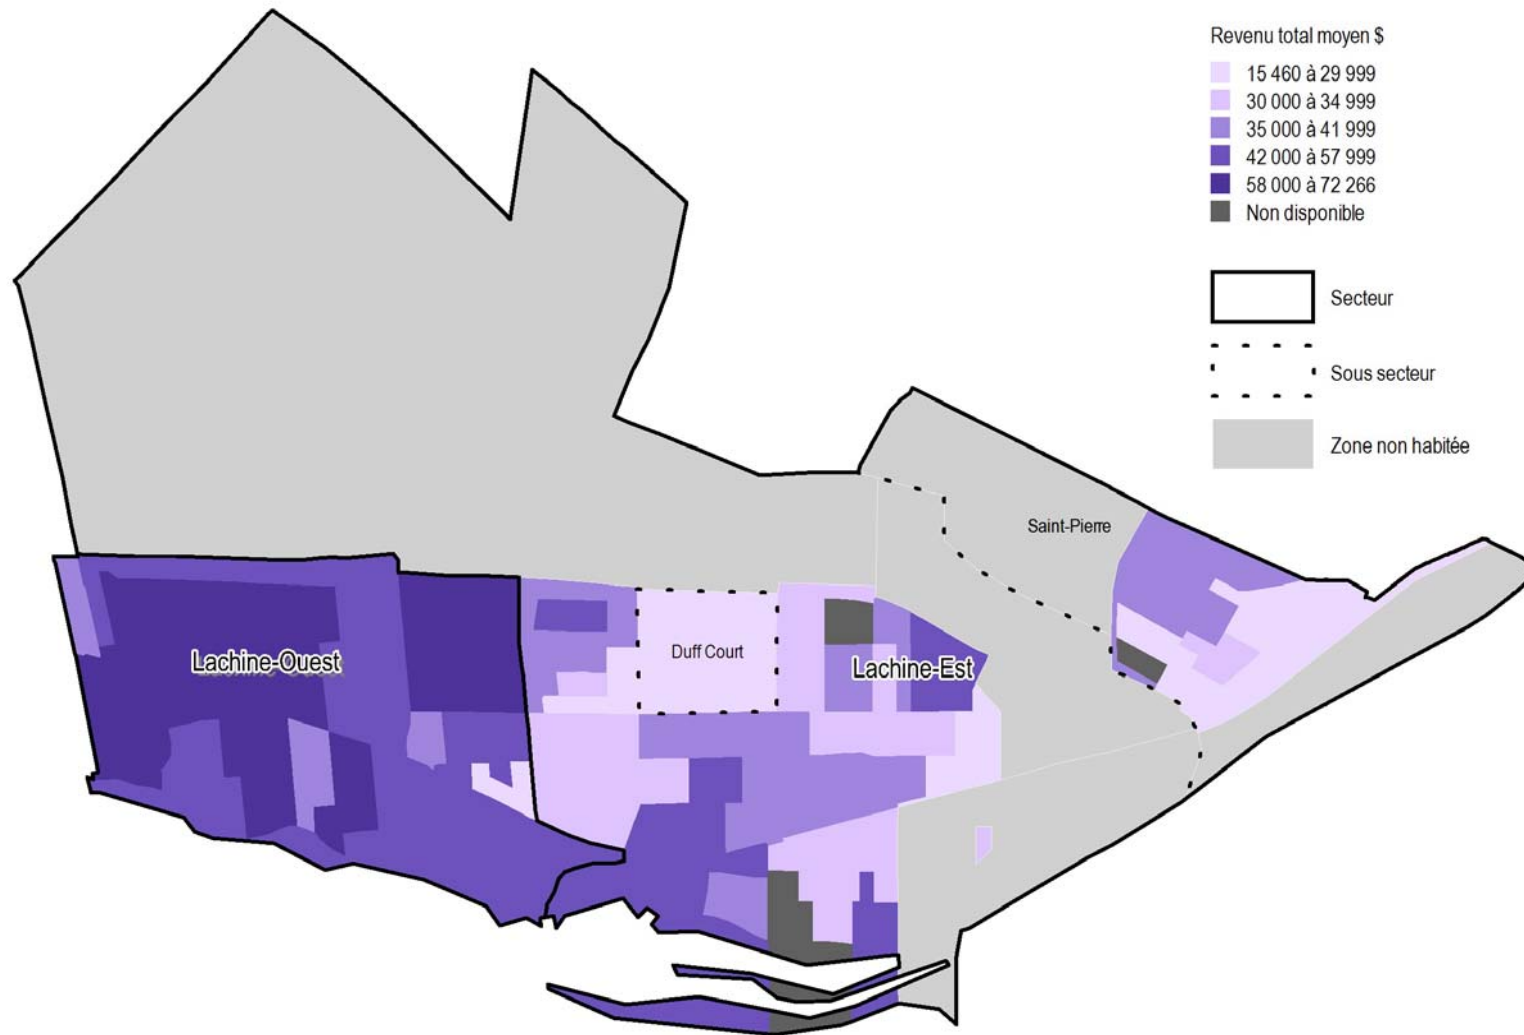 Revenu total moyen $
15 460 à 29 999
30 000 à 34 999
35 000 à 41 999
42 000 à 57 999
58 000 à 72 266
Non disponible
Secteur
Sous secteur
Zone non habitée
Saint-Pierre
Duff Court
Lachine-Ouest
Lachine-Est